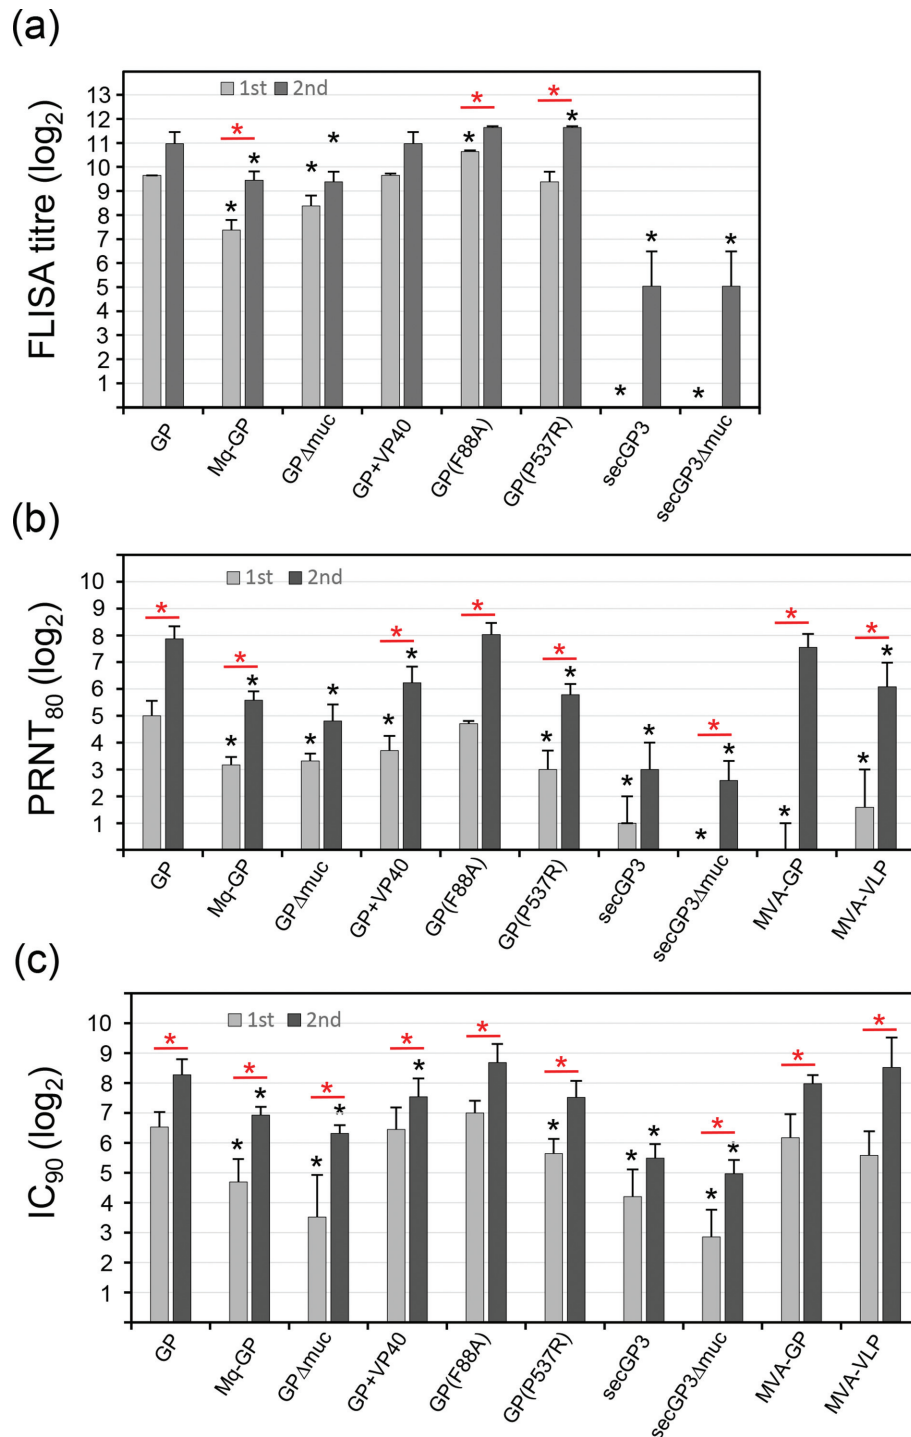 (a)
FLISA titre (log2)
1st 2nd
13
12
11
10
9
8
7
6
5
4
3
2
1
* * * * * * * * * * * *
GP Mq-GP GPΔmuc GP+VP40 GP(F88A) GP(P537R) secGP3 secGP3Δmuc
(b)
PRNT80 (log2)
1st 2nd
10
9
8
7
6
5
4
3
2
1
* * * * * * * * * * * * * * * * * * * * * *
GP Mq-GP GPΔmuc GP+VP40 GP(F88A) GP(P537R) secGP3 secGP3Δmuc MVA-GP MVA-VLP
(c)
IC90 (log2)
1st 2nd
10
9
8
7
6
5
4
3
2
1
* * * * * * * * * * * * * * * * * * *
GP Mq-GP GPΔmuc GP+VP40 GP(F88A) GP(P537R) secGP3 secGP3Δmuc MVA-GP MVA-VLP